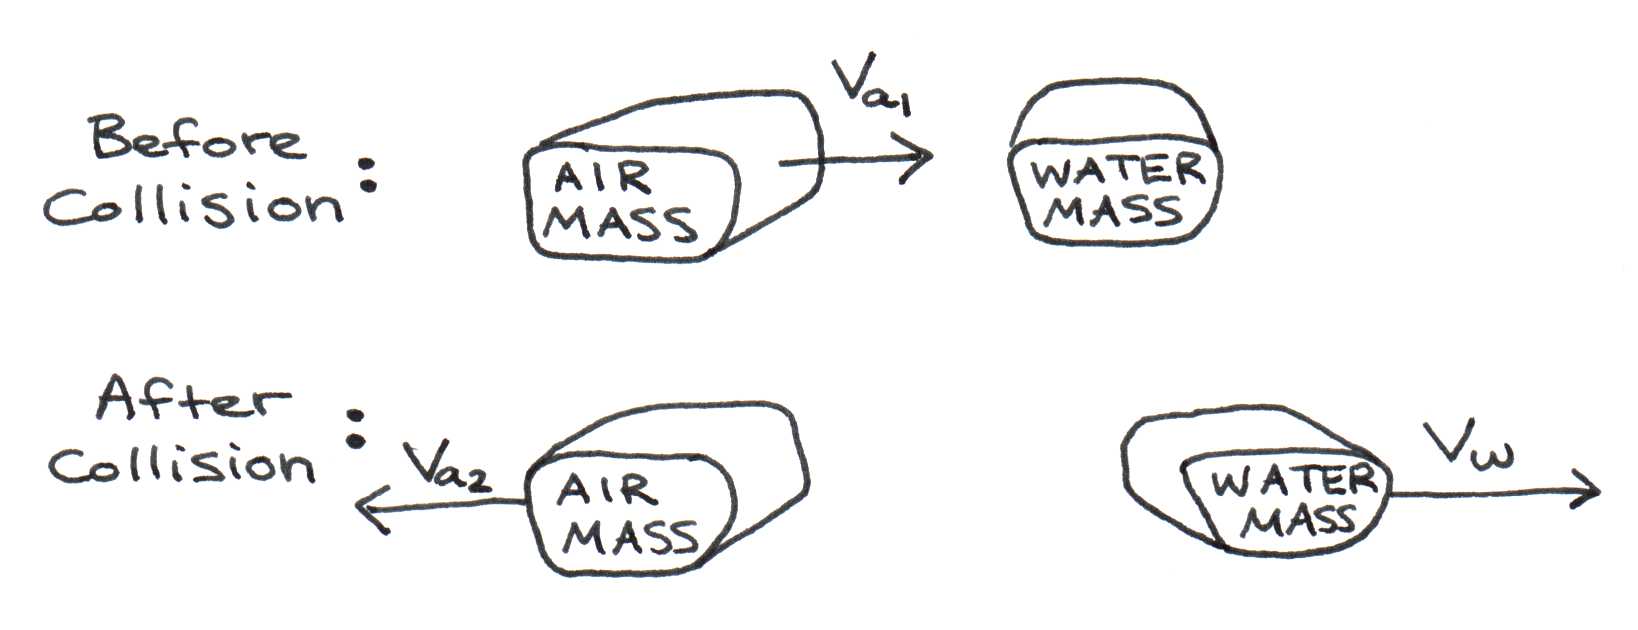 Before
Collision :
AIR
MASS
Va1
WATER
MASS
After
Collision :
Va2
AIR
MASS
WATER
MASS
Vw